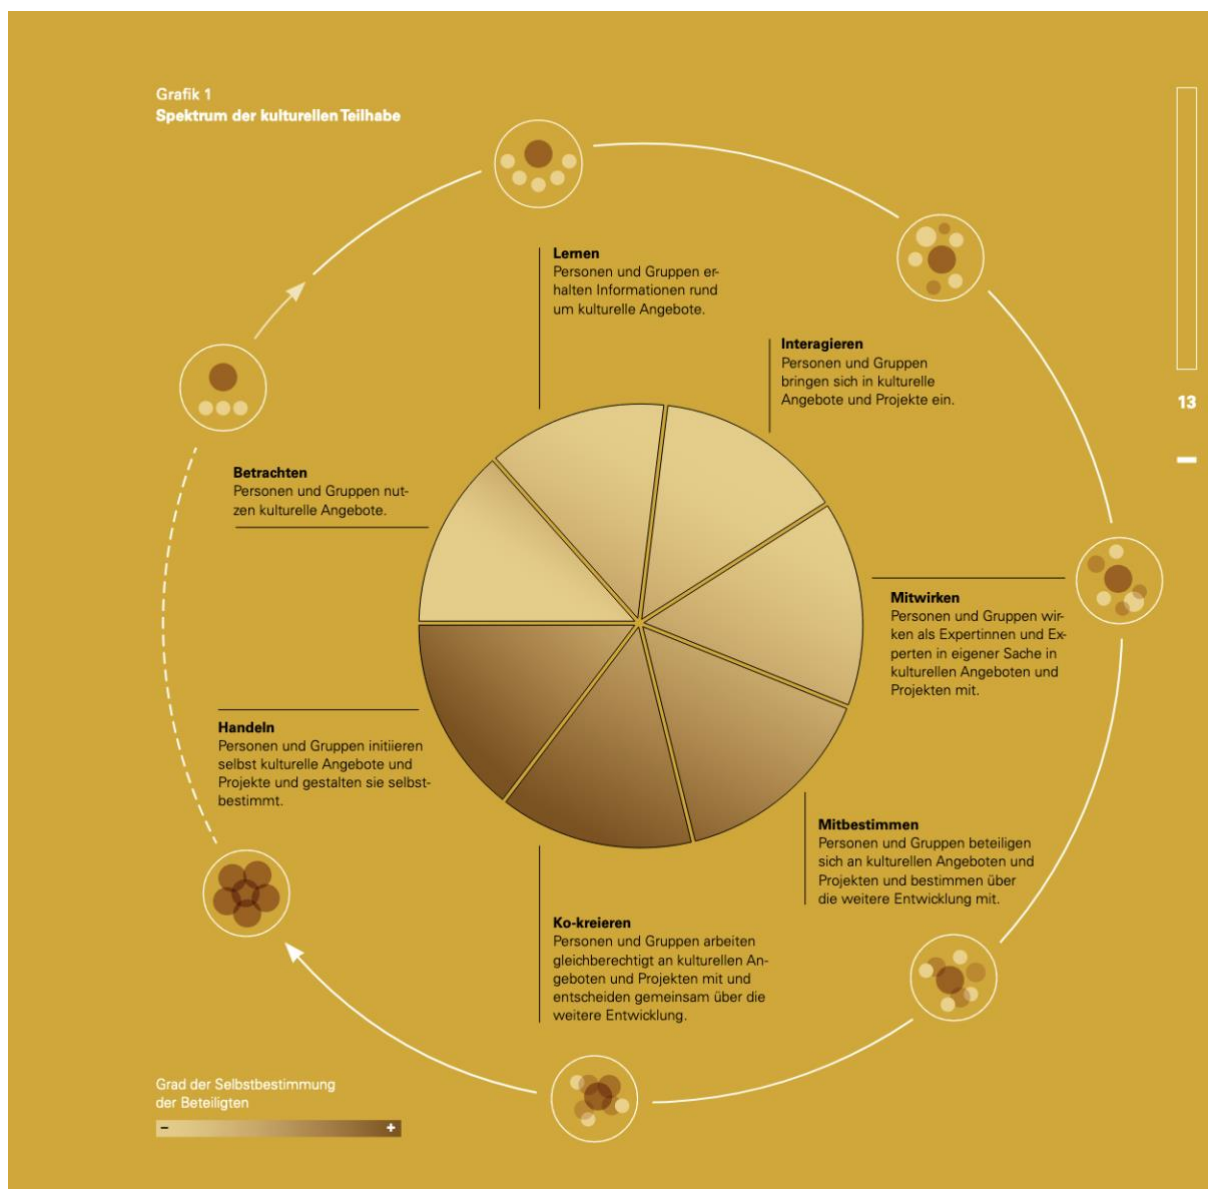 Grafik 1
Spektrum der kulturellen Teilhabe
Lernen
Personen und Gruppen er-
halten Informationen rund
um kulturelle Angebote.
Interagieren
Personen und Gruppen
bringen sich in kulturelle
Angebote und Projekte ein.
13
Betrachten
Personen und Gruppen nut-
zen kulturelle Angebote.
Mitwirken
Personen und Gruppen wir-
ken als Expertinnen und Ex-
perten in eigener Sache in
kulturellen Angeboten und
Projekten mit.
Handeln
Personen und Gruppen initiieren
selbst kulturelle Angebote und
Projekte und gestalten sie selbst-
bestimmt.
Mitbestimmen
Personen und Gruppen beteiligen
sich an kulturellen Angeboten und
Projekten und bestimmen über
die weitere Entwicklung mit.
Ko-kreieren
Personen und Gruppen arbeiten
gleichberechtigt an kulturellen An-
geboten und Projekten mit und
entscheiden gemeinsam über die
weitere Entwicklung.
Grad der Selbstbestimmung
der Beteiligten
– +